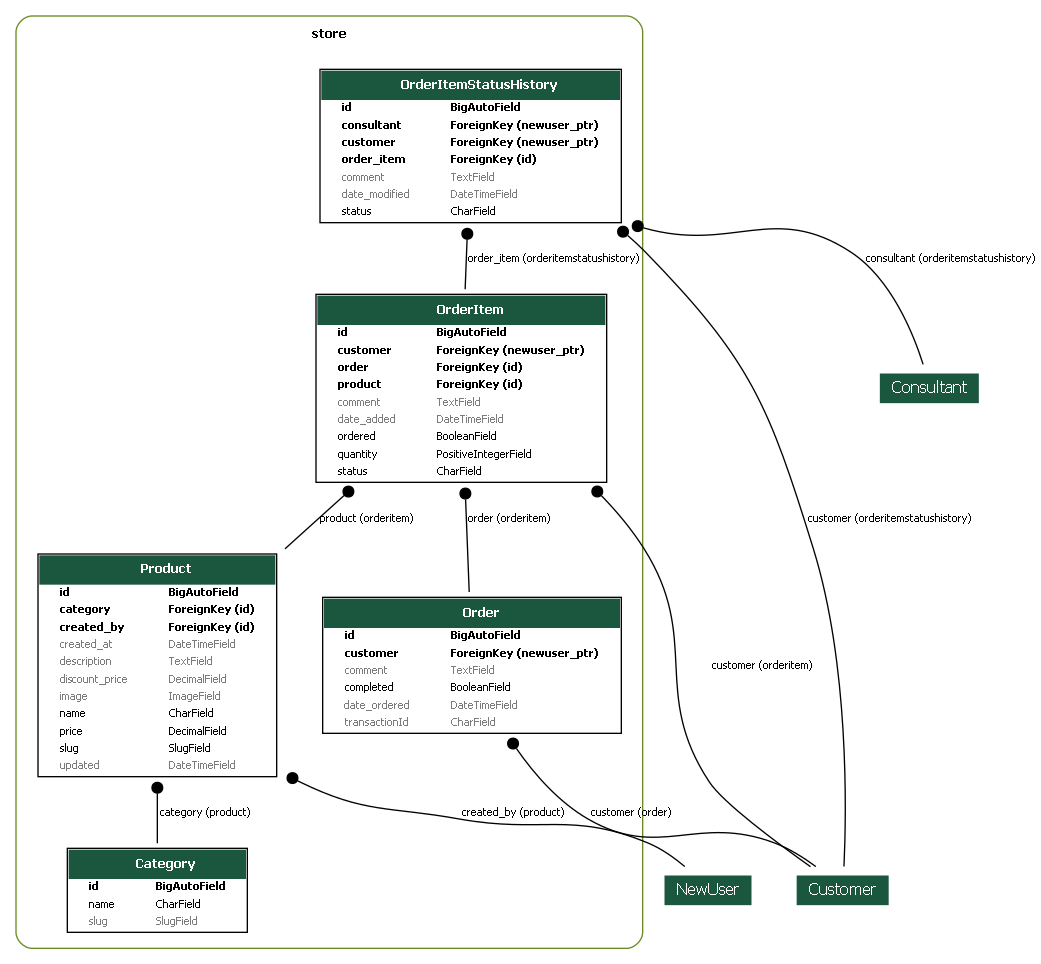 store
OrderItemStatusHistory
id BigAutoField
consultant ForeignKey (newuser_ptr)
customer ForeignKey (newuser_ptr)
order_item ForeignKey (id)
comment TextField
date_modified DateTimeField
status CharField
order_item (orderitemstatushistory)
consultant (orderitemstatushistory)
OrderItem
id BigAutoField
customer ForeignKey (newuser_ptr)
order ForeignKey (id)
product ForeignKey (id)
comment TextField
date_added DateTimeField
ordered BooleanField
quantity PositiveIntegerField
status CharField
Consultant
product (orderitem)
order (orderitem)
customer (orderitemstatushistory)
Product
id BigAutoField
category ForeignKey (id)
created_by ForeignKey (id)
created_at DateTimeField
description TextField
discount_price DecimalField
image ImageField
name CharField
price DecimalField
slug SlugField
updated DateTimeField
Order
id BigAutoField
customer ForeignKey (newuser_ptr)
comment TextField
completed BooleanField
date_ordered DateTimeField
transactionId CharField
customer (orderitem)
category (product)
created_by (product)
customer (order)
Category
id BigAutoField
name CharField
slug SlugField
NewUser
Customer